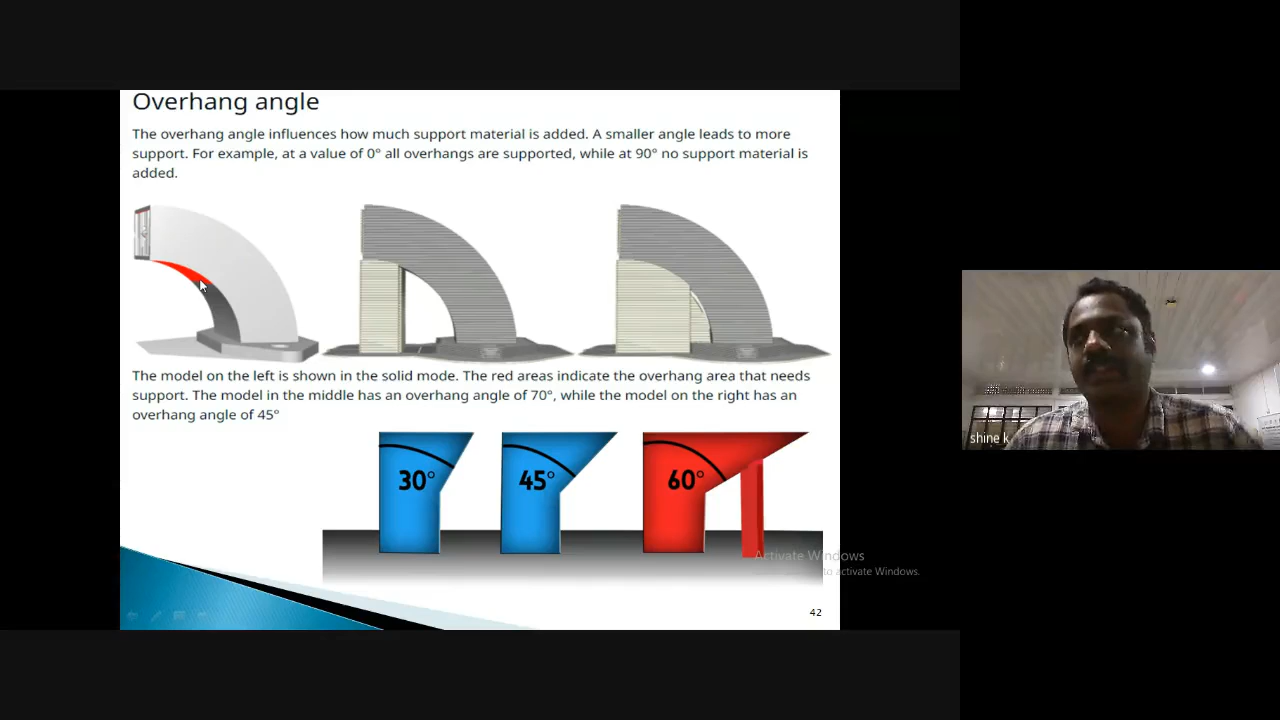 Overhang angle
The overhang angle influences how much support material is added. A smaller angle leads to more
support. For example, at a value of 0° all overhangs are supported, while at 90° no support material is
added.
The model on the left is shown in the solid mode. The red areas indicate the overhang area that needs
support. The model in the middle has an overhang angle of 70°, while the model on the right has an
overhang angle of 45°
30° 45° 60°
Activate Windows
to activate Windows.
42
shine k